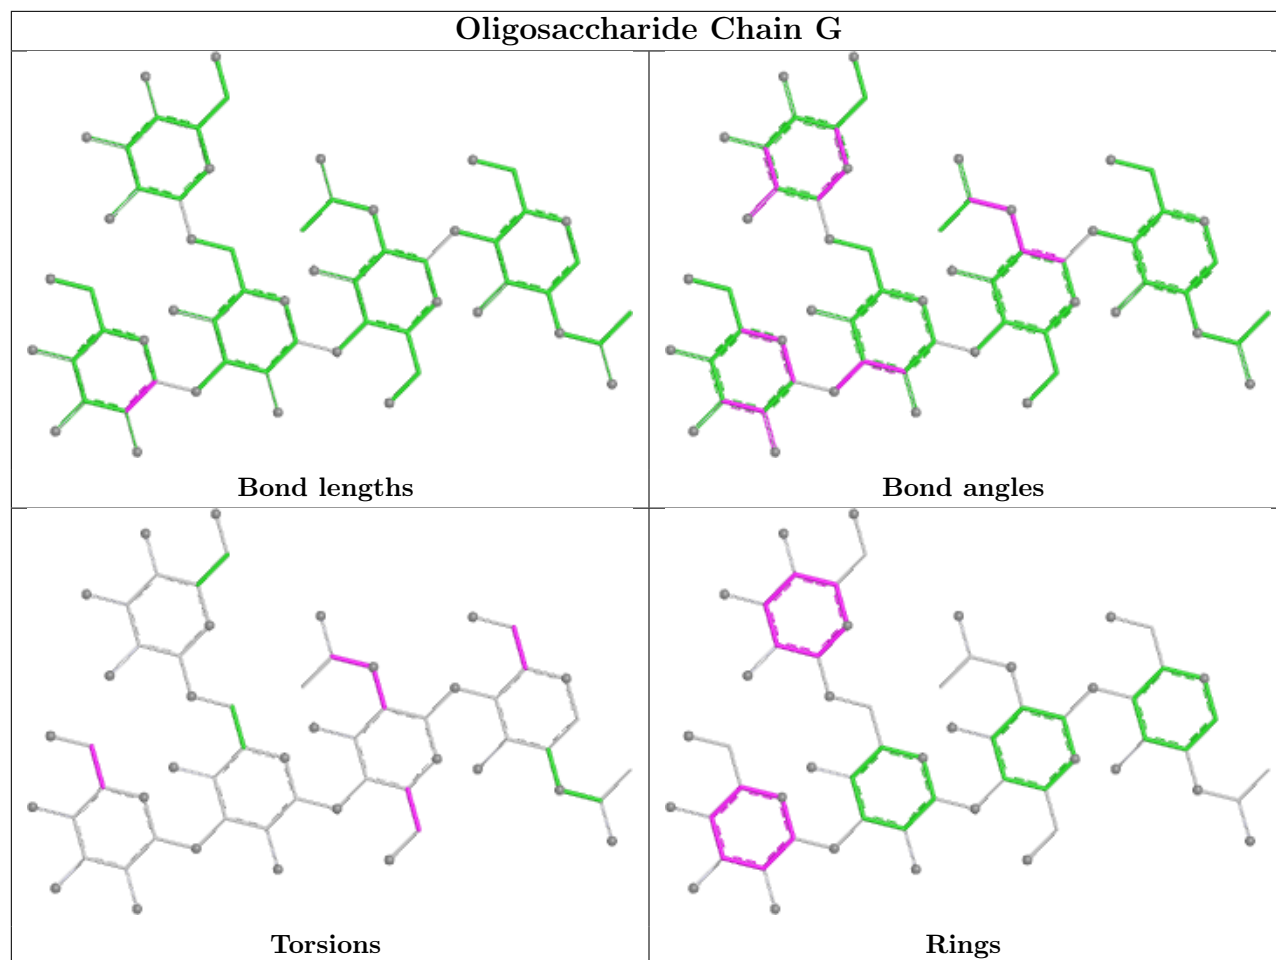 Oligosaccharide Chain G
Bond lengths
Bond angles
Torsions
Rings